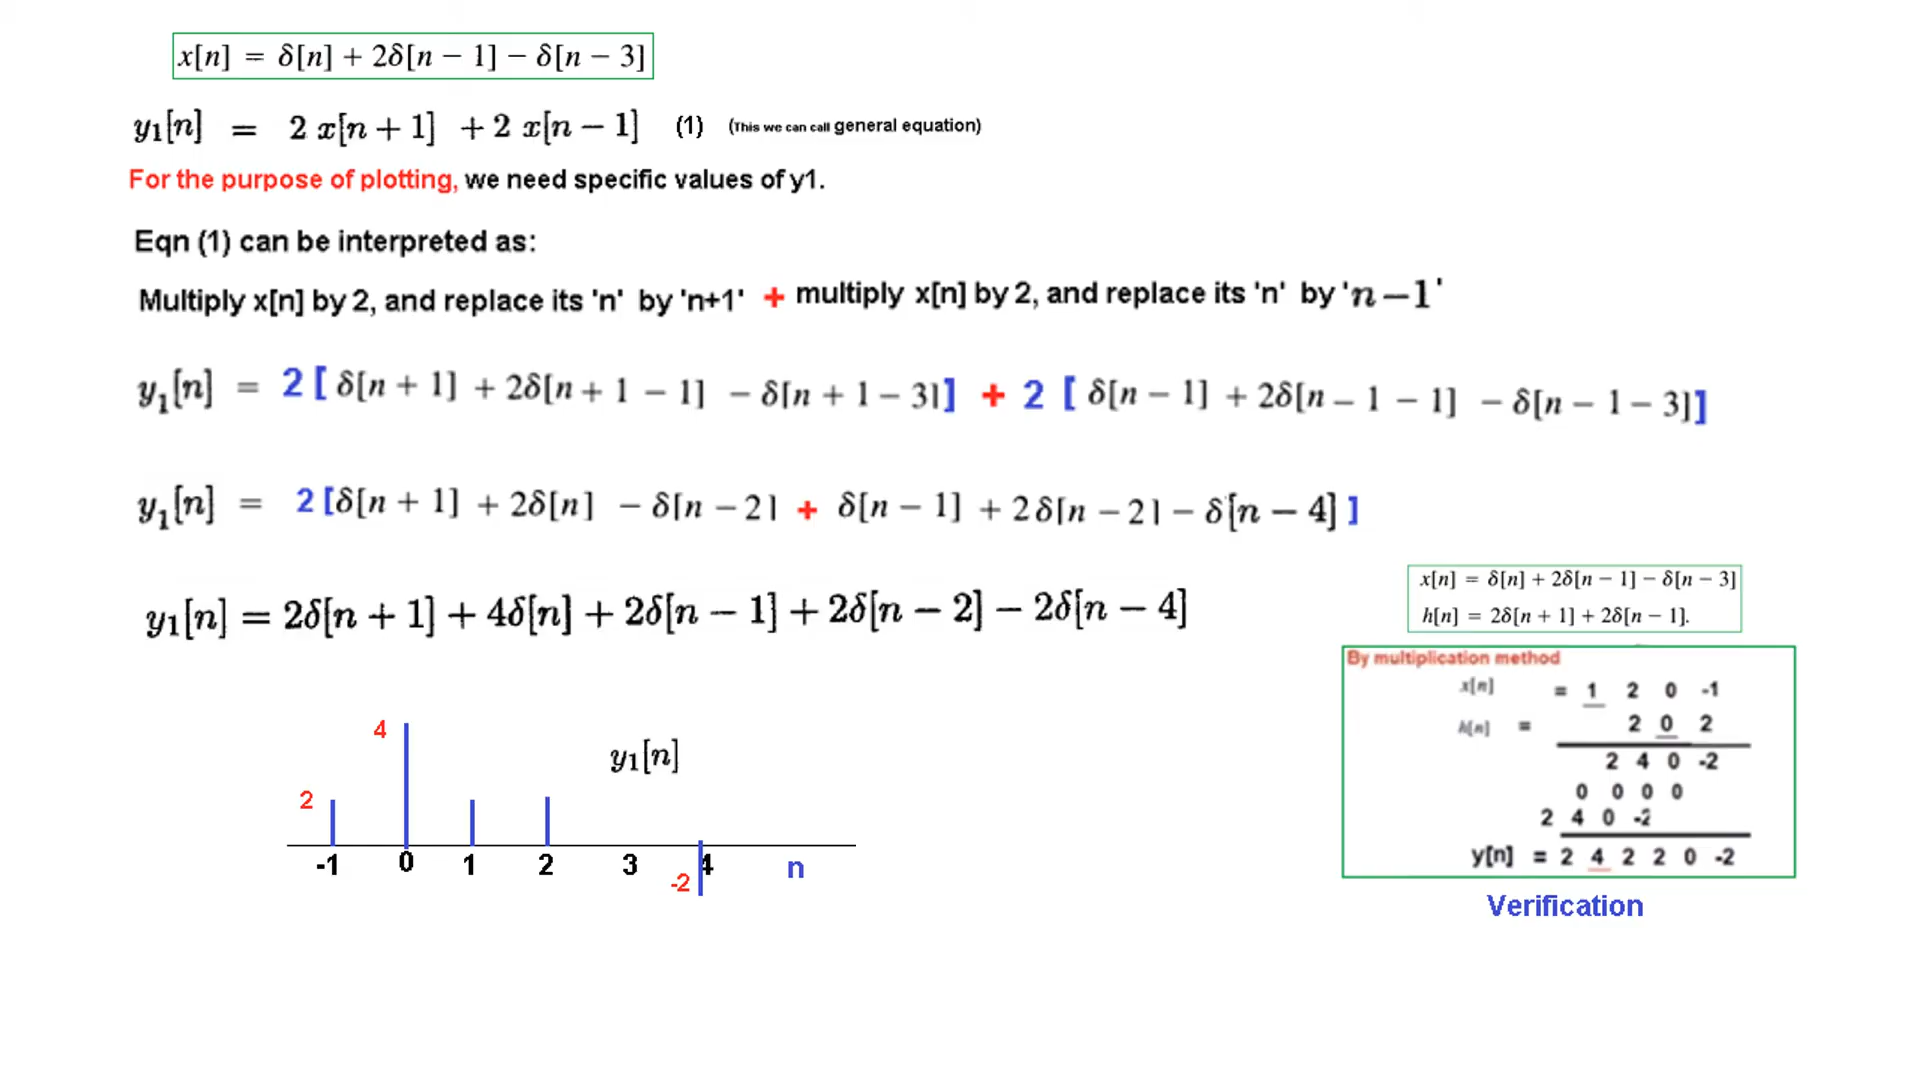 x[n] = δ[n] + 2δ[n − 1] − δ[n − 3]
y1[n] = 2 x[n + 1] + 2 x[n − 1] (1) (This we can call general equation)
For the purpose of plotting, we need specific values of y1.
Eqn (1) can be interpreted as:
Multiply x[n] by 2, and replace its 'n' by 'n+1' + multiply x[n] by 2, and replace its 'n' by 'n−1'
y₁[n] = 2 [ δ[n + 1] + 2δ[n + 1 − 1] − δ[n + 1 − 3] ] + 2 [ δ[n − 1] + 2δ[n − 1 − 1] − δ[n − 1 − 3] ]
y₁[n] = 2 [δ[n + 1] + 2δ[n] − δ[n − 2] + δ[n − 1] + 2δ[n − 2] − δ[n − 4] ]
y1[n] = 2δ[n + 1] + 4δ[n] + 2δ[n − 1] + 2δ[n − 2] − 2δ[n − 4]
4
y1[n]
2
-1 0 1 2 3 4 n
-2
x[n] = δ[n] + 2δ[n − 1] − δ[n − 3]
h[n] = 2δ[n + 1] + 2δ[n − 1].
By multiplication method
x[n] = 1 2 0 -1
h[n] = 2 0 2
2 4 0 -2
0 0 0 0
2 4 0 -2
y[n] = 2 4 2 2 0 -2
Verification